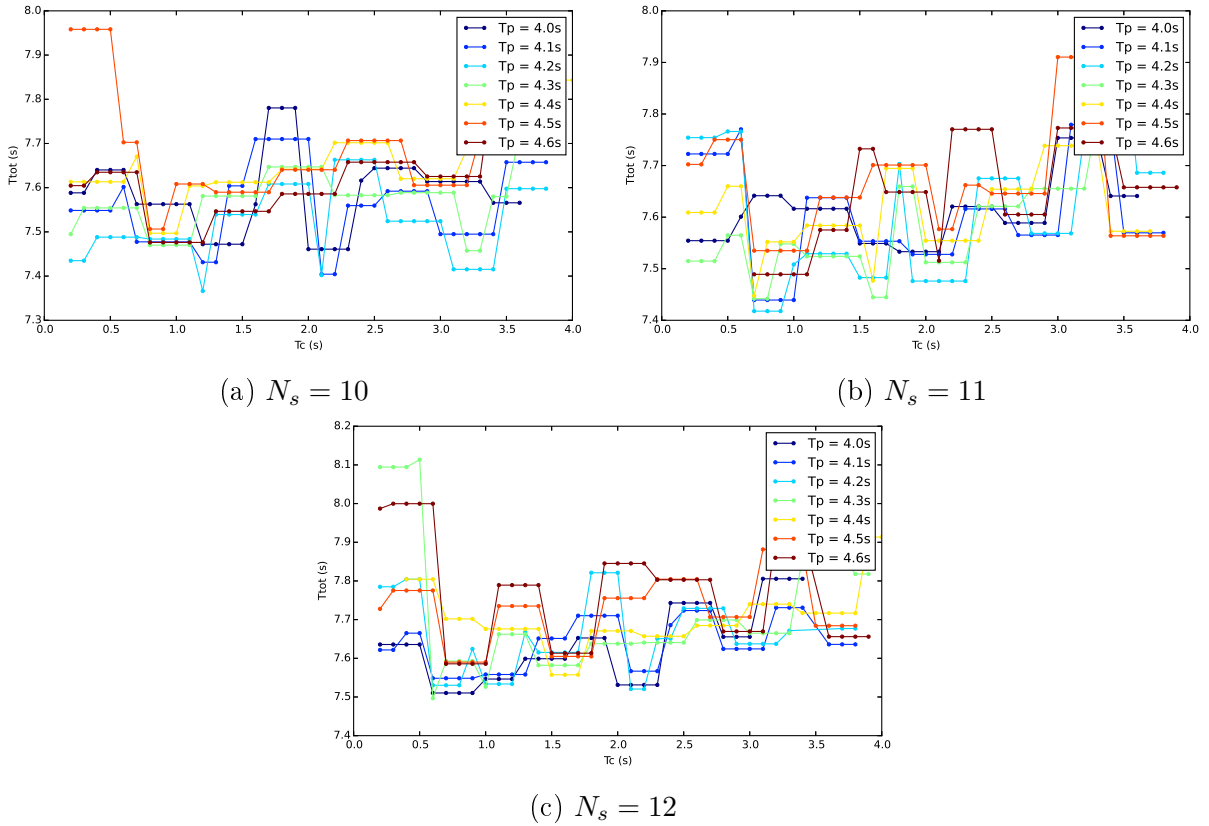 8.0
7.9
7.8
7.7
7.6
7.5
7.4
7.3
Ttot (s)
0.0 0.5 1.0 1.5 2.0 2.5 3.0 3.5 4.0
Tc (s)
Tp = 4.0s
Tp = 4.1s
Tp = 4.2s
Tp = 4.3s
Tp = 4.4s
Tp = 4.5s
Tp = 4.6s
(a) N_s = 10
8.0
7.9
7.8
7.7
7.6
7.5
7.4
Ttot (s)
0.0 0.5 1.0 1.5 2.0 2.5 3.0 3.5 4.0
Tc (s)
Tp = 4.0s
Tp = 4.1s
Tp = 4.2s
Tp = 4.3s
Tp = 4.4s
Tp = 4.5s
Tp = 4.6s
(b) N_s = 11
8.2
8.1
8.0
7.9
7.8
7.7
7.6
7.5
7.4
Ttot (s)
0.0 0.5 1.0 1.5 2.0 2.5 3.0 3.5 4.0
Tc (s)
Tp = 4.0s
Tp = 4.1s
Tp = 4.2s
Tp = 4.3s
Tp = 4.4s
Tp = 4.5s
Tp = 4.6s
(c) N_s = 12